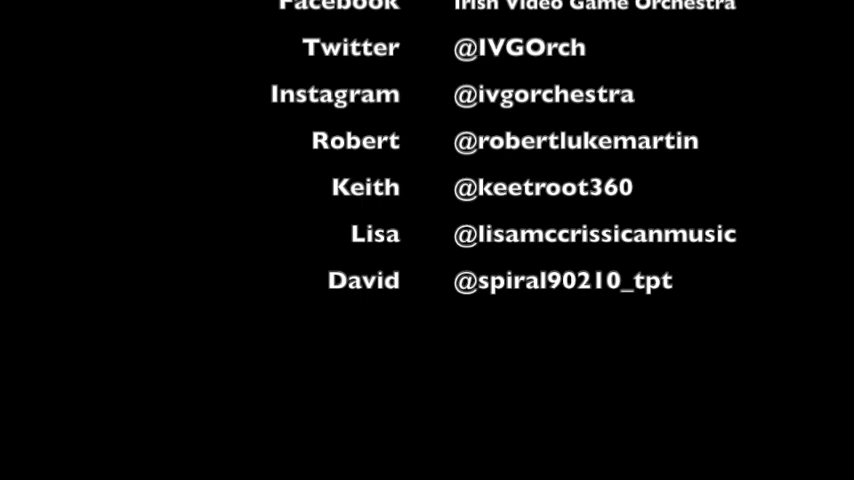 Facebook Irish Video Game Orchestra
Twitter @IVGOrch
Instagram @ivgorchestra
Robert @robertlukemartin
Keith @keetroot360
Lisa @lisamccrissicanmusic
David @spiral90210_tpt